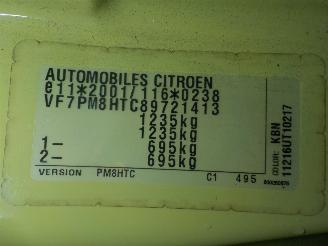 AUTOMOBILES CITROEN
e11*2001/116*0238
VF7PM8HTC89721413
1235kg
1235kg
1- 695kg
2- 695kg
VERSION PM8HTC C1 495
COLORE: KBN
11216UT10217